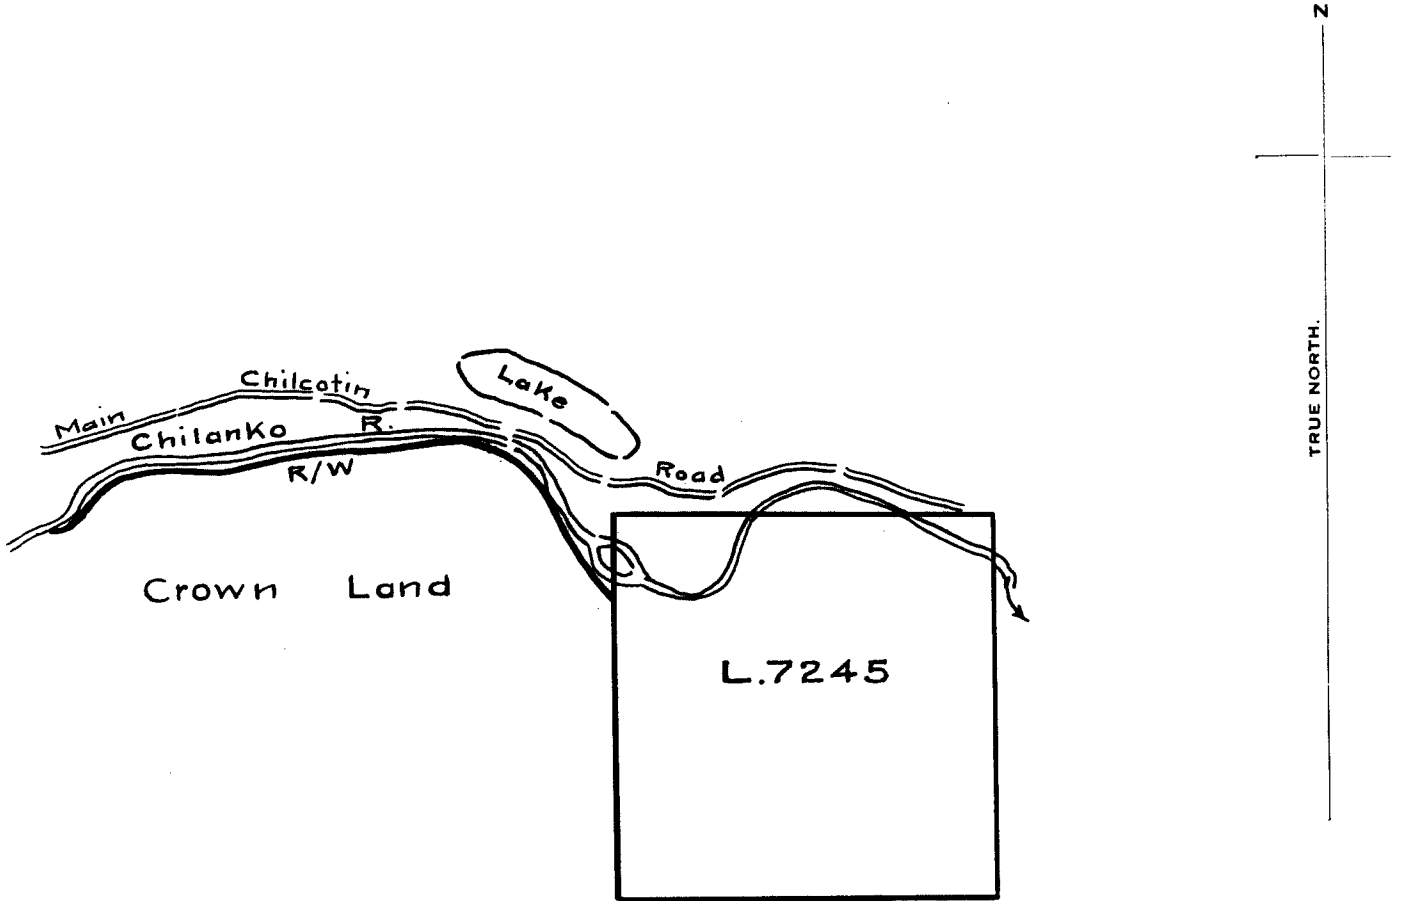 N
TRUE NORTH.
Lake
Main Chilcotin Road
Chilanko R.
R/W
Crown Land
L.7245